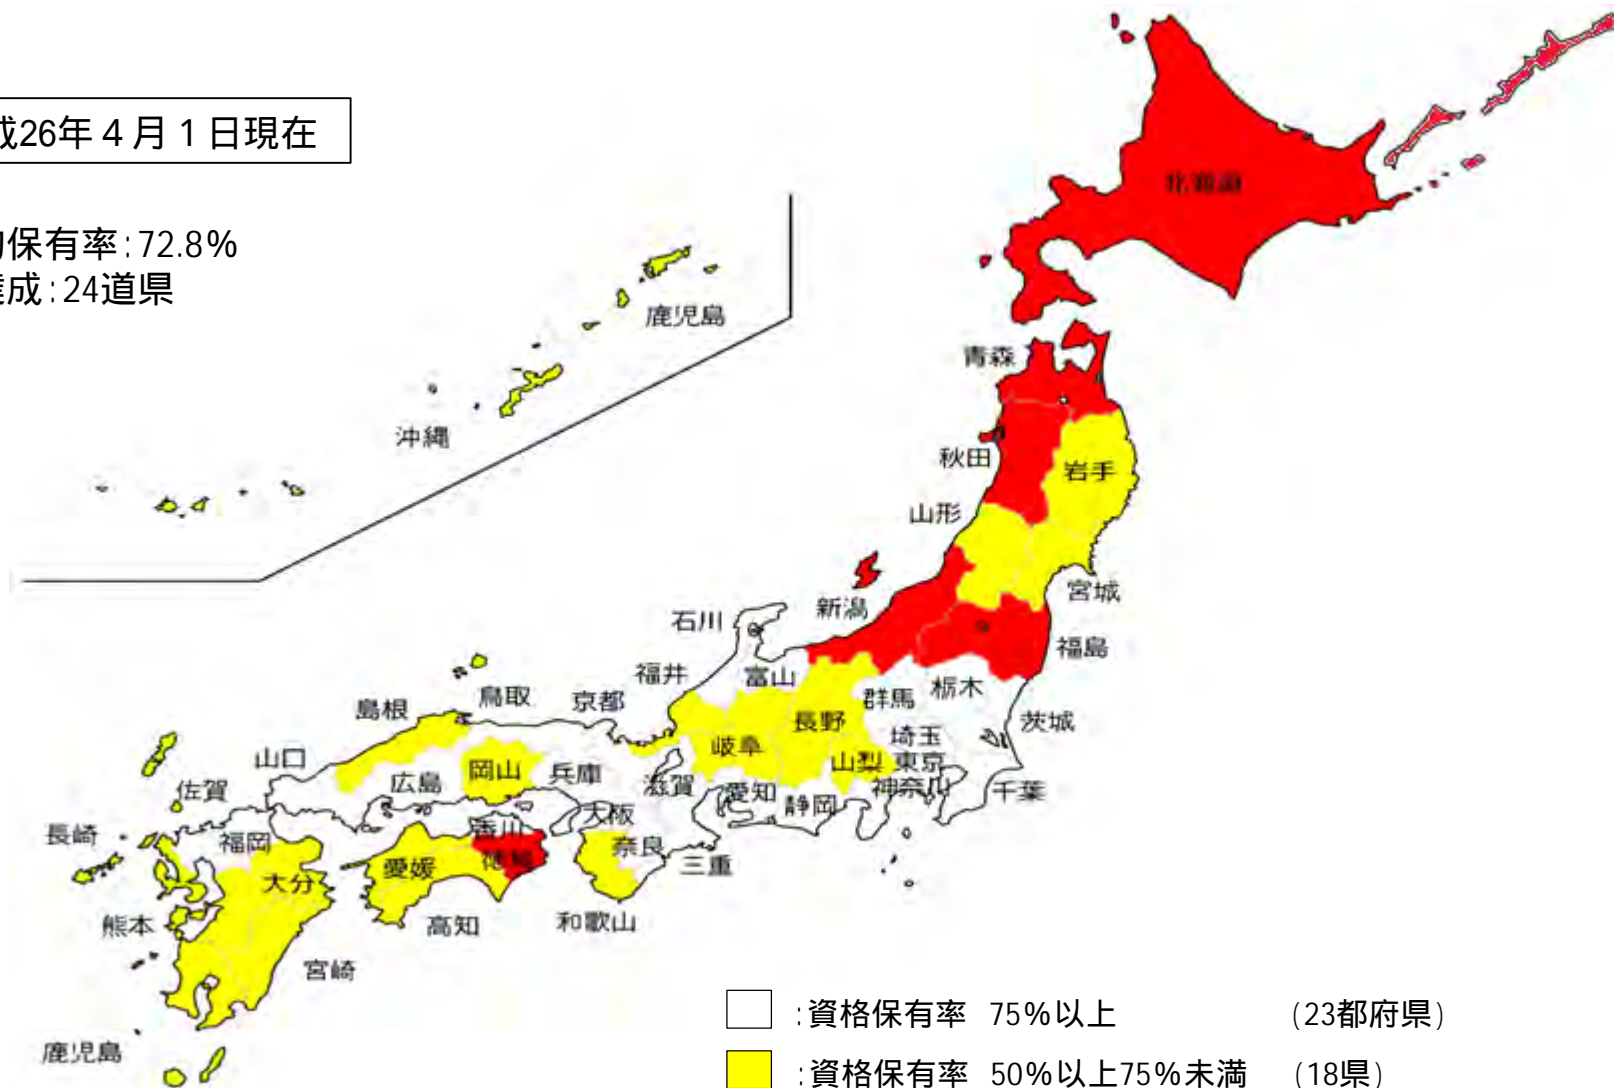 成26年４月１日現在
保有率:72.8%
達成:24道県
北海道
鹿児島
青森
沖縄
秋田
岩手
山形
宮城
新潟
石川
福島
福井
富山
群馬
栃木
鳥取
京都
島根
長野
茨城
岐阜
埼玉
山口
岡山
兵庫
山梨
東京
広島
滋賀
愛知
静岡
神奈川
千葉
佐賀
大阪
香川
長崎
福岡
奈良
徳島
三重
愛媛
大分
熊本
高知
和歌山
宮崎
鹿児島
:資格保有率 75%以上 (23都府県)
:資格保有率 50%以上75%未満 (18県)